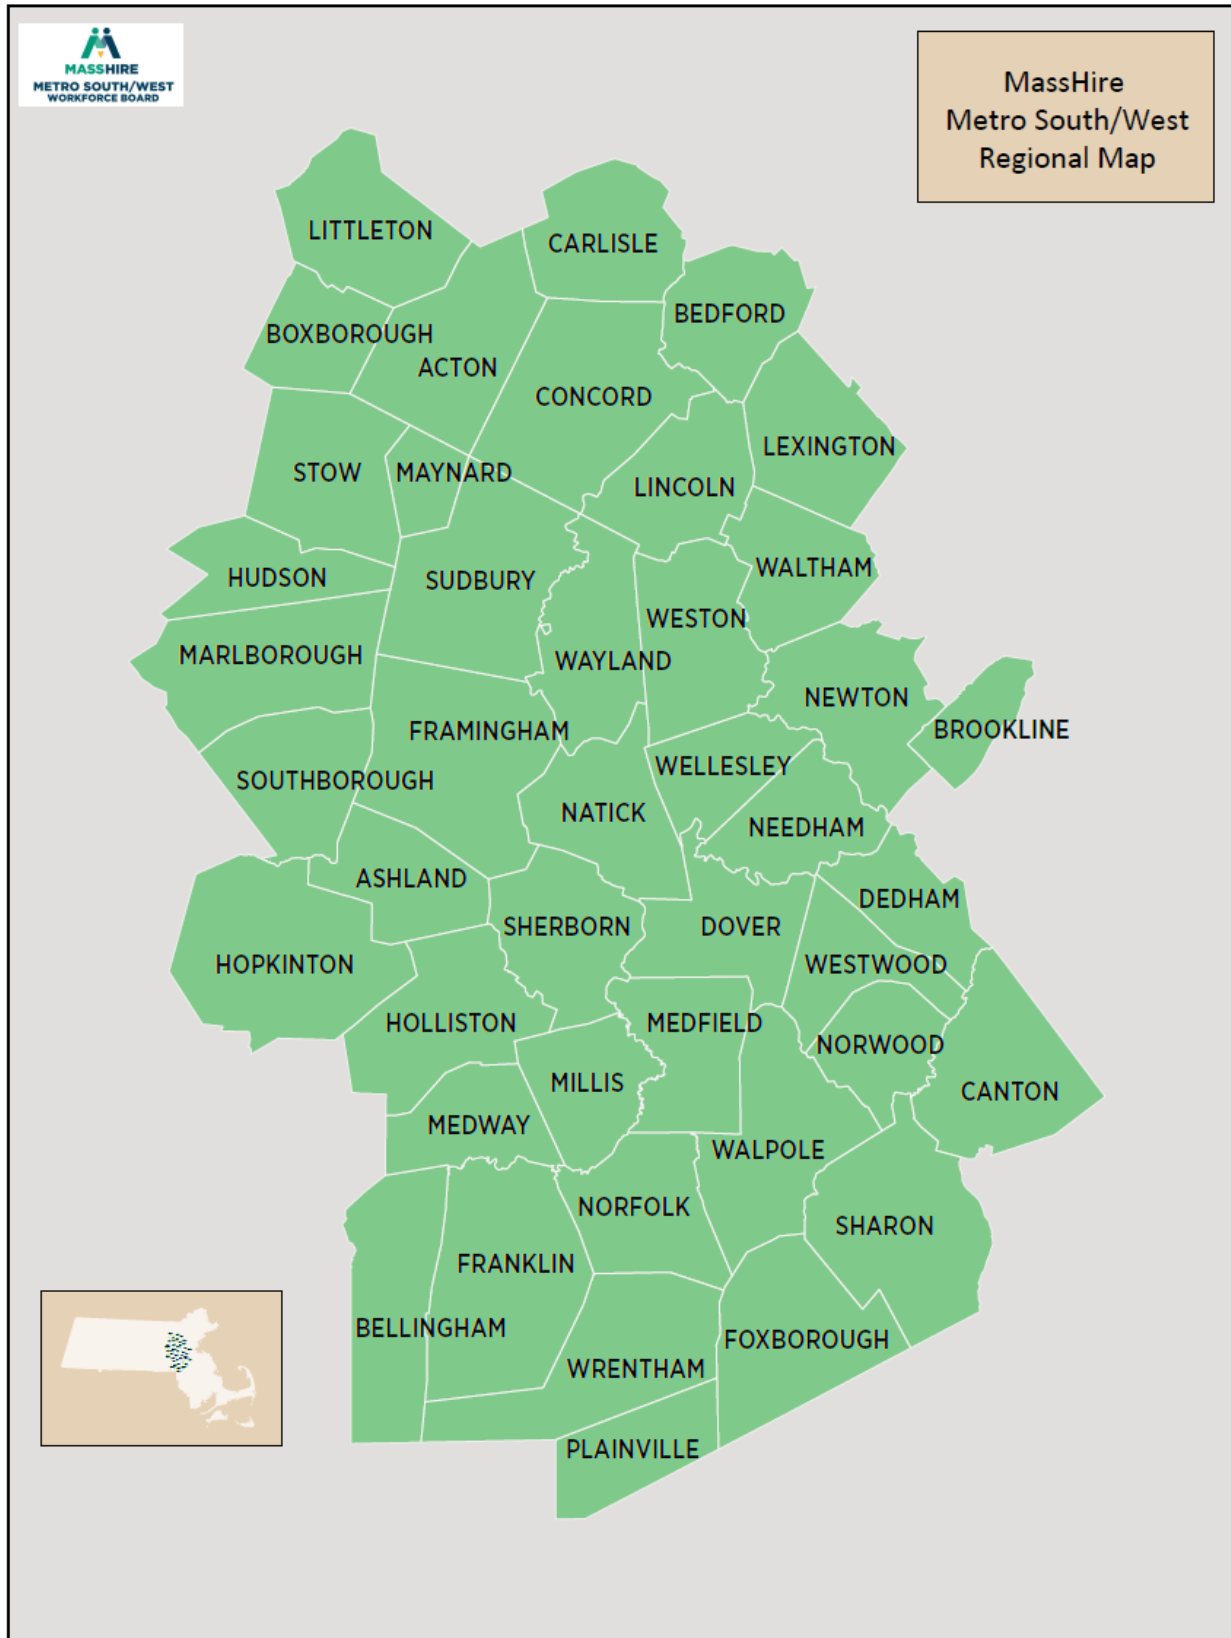 MASSHIRE
METRO SOUTH/WEST
WORKFORCE BOARD
MassHire
Metro South/West
Regional Map
LITTLETON
CARLISLE
BEDFORD
BOXBOROUGH
ACTON
CONCORD
LEXINGTON
STOW
MAYNARD
LINCOLN
WALTHAM
HUDSON
SUDBURY
WESTON
MARLBOROUGH
WAYLAND
NEWTON
FRAMINGHAM
BROOKLINE
SOUTHBOROUGH
WELLESLEY
NATICK
NEEDHAM
ASHLAND
DEDHAM
SHERBORN
DOVER
HOPKINTON
WESTWOOD
HOLLISTON
MEDFIELD
NORWOOD
MILLIS
CANTON
MEDWAY
WALPOLE
NORFOLK
SHARON
FRANKLIN
BELLINGHAM
FOXBOROUGH
WRENTHAM
PLAINVILLE